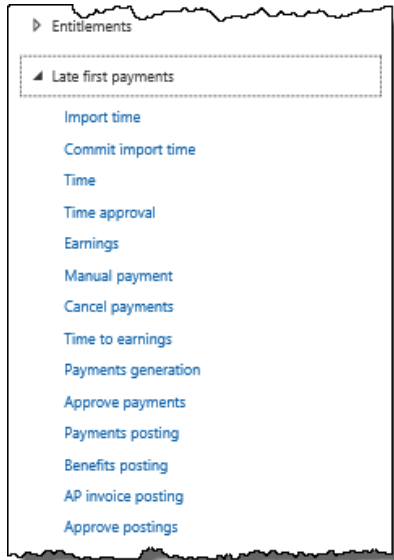 Entitlements
Late first payments
Import time
Commit import time
Time
Time approval
Earnings
Manual payment
Cancel payments
Time to earnings
Payments generation
Approve payments
Payments posting
Benefits posting
AP invoice posting
Approve postings